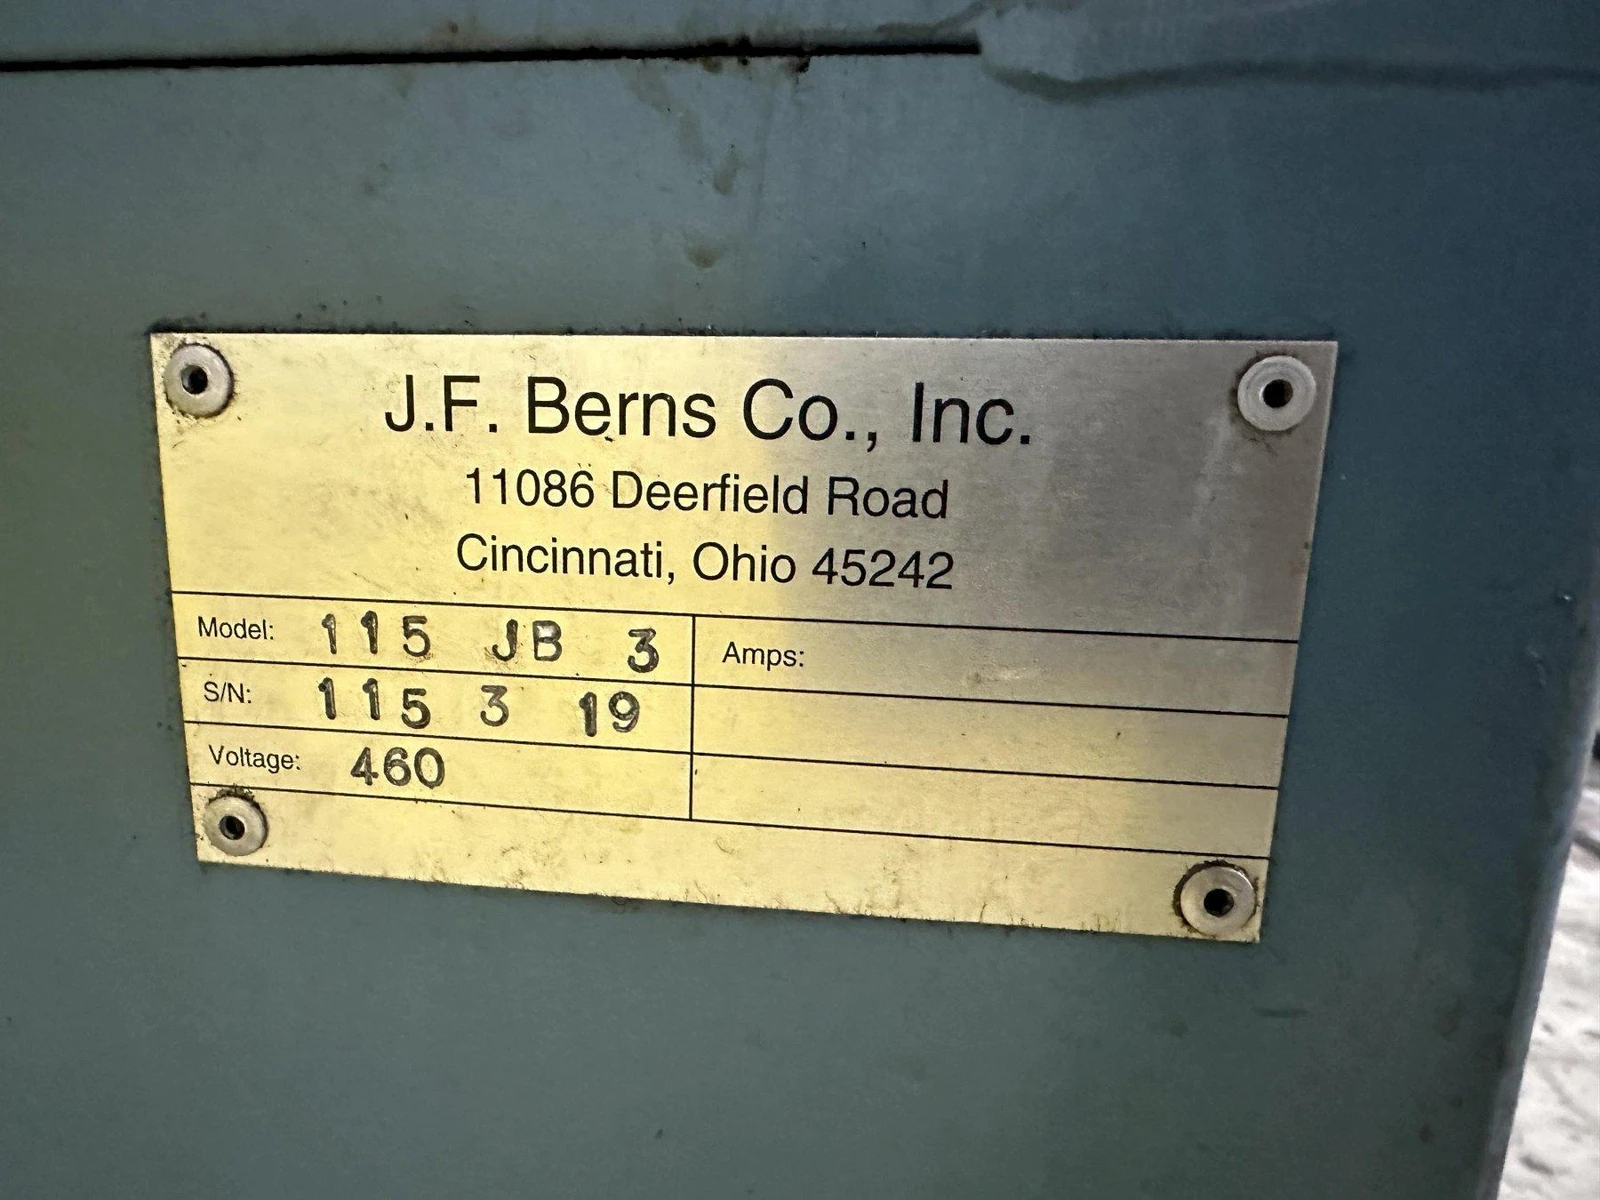 J.F. Berns Co., Inc.
11086 Deerfield Road
Cincinnati, Ohio 45242
Model: 115 JB 3 Amps:
S/N: 115 3 19
Voltage: 460